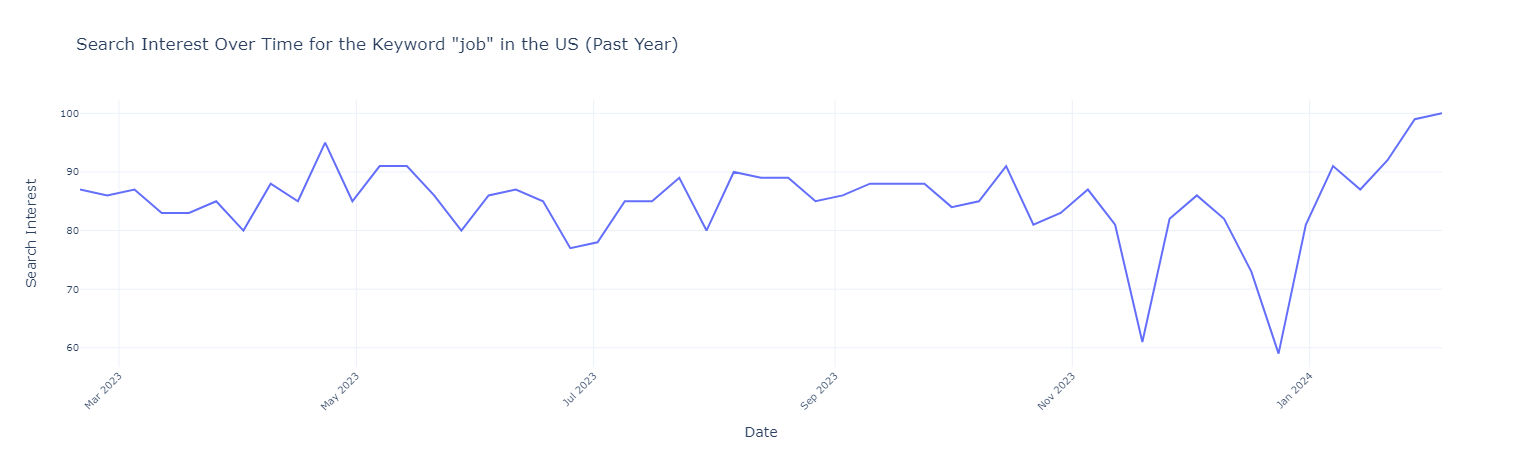 Search Interest Over Time for the Keyword "job" in the US (Past Year)
Search Interest
100
90
80
70
60
Mar 2023
May 2023
Jul 2023
Sep 2023
Nov 2023
Jan 2024
Date